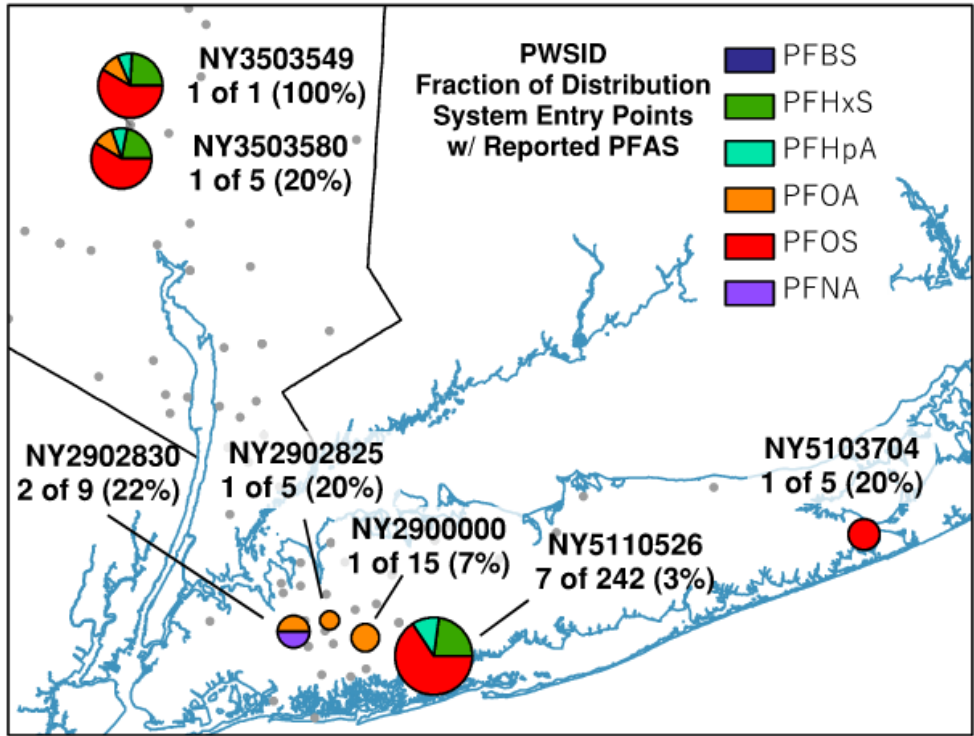 NY3503549
1 of 1 (100%)
NY3503580
1 of 5 (20%)
PWSID
Fraction of Distribution
System Entry Points
w/ Reported PFAS
PFBS
PFHxS
PFHpA
PFOA
PFOS
PFNA
NY2902830
2 of 9 (22%)
NY2902825
1 of 5 (20%)
NY2900000
1 of 15 (7%)
NY5110526
7 of 242 (3%)
NY5103704
1 of 5 (20%)